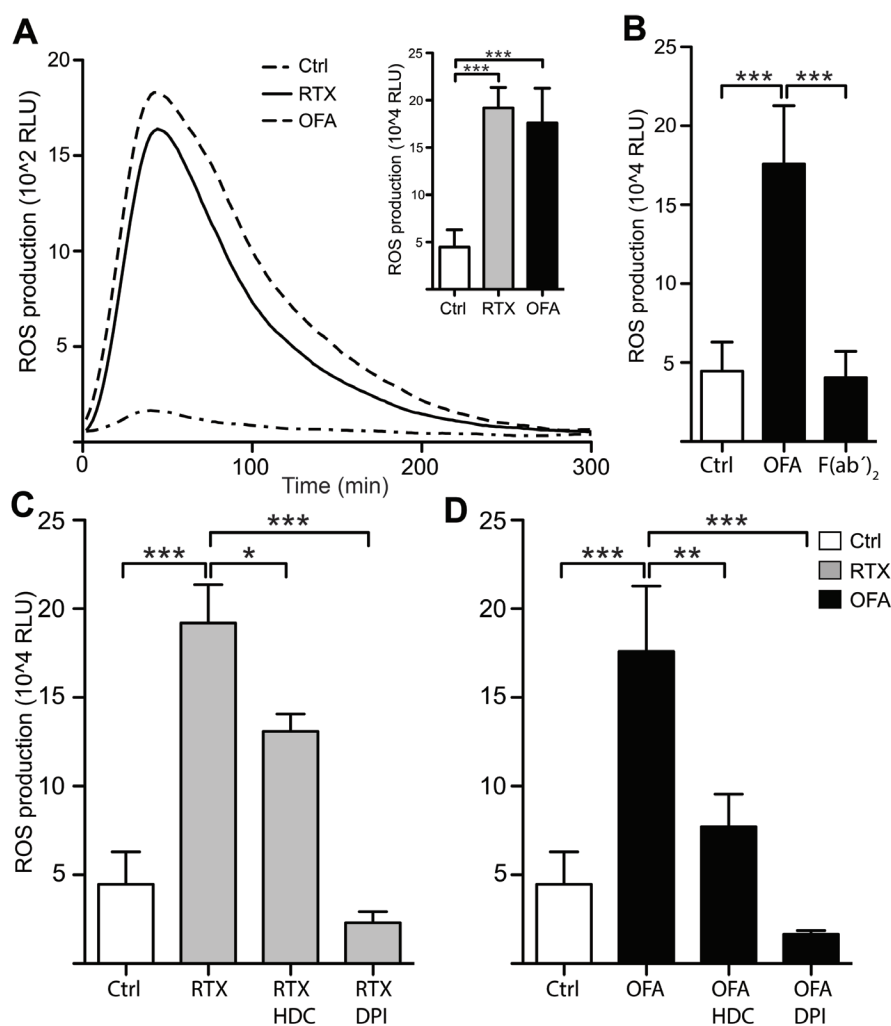 A
ROS production (10^2 RLU)
20
15
10
5
0
100
200
300
Time (min)
Ctrl
RTX
OFA
ROS production (10^4 RLU)
25
20
15
10
5
***
***
Ctrl RTX OFA
B
ROS production (10^4 RLU)
25
20
15
10
5
*** ***
Ctrl OFA F(ab´)2
C
ROS production (10^4 RLU)
25
20
15
10
5
***
*** *
Ctrl RTX RTX RTX
HDC DPI
D
25
20
15
10
5
***
*** **
Ctrl
RTX
OFA
Ctrl OFA OFA OFA
HDC DPI